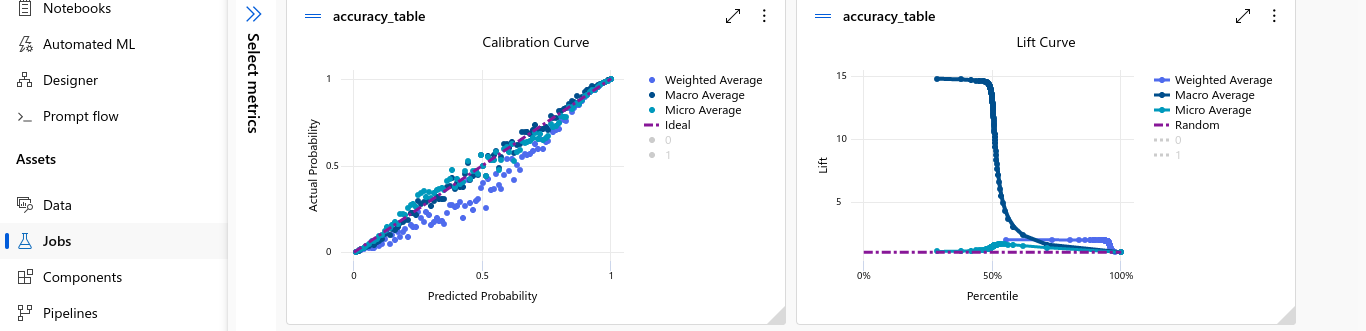 Notebooks
Automated ML
Designer
Prompt flow
Assets
Data
Jobs
Components
Pipelines
Select metrics
accuracy_table
Calibration Curve
1
0.5
0
Actual Probability
0
0.5
1
Predicted Probability
Weighted Average
Macro Average
Micro Average
Ideal
0
1
accuracy_table
Lift Curve
15
10
5
Lift
0%
50%
100%
Percentile
Weighted Average
Macro Average
Micro Average
Random
0
1